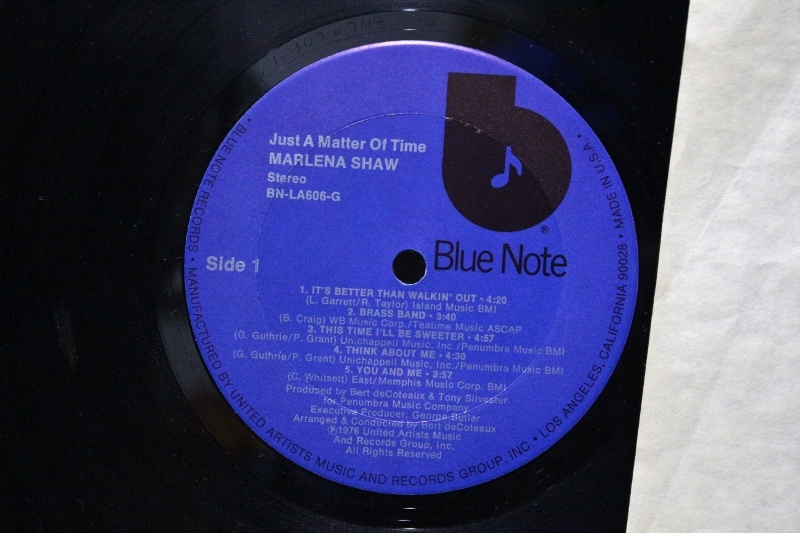 Just A Matter Of Time
MARLENA SHAW
Stereo
BN-LA606-G
®
Blue Note
Side 1
1. IT'S BETTER THAN WALKIN' OUT • 4:20
(L. Garrett/R. Taylor) Island Music BMI
2. BRASS BAND • 3:40
(B. Craig) WB Music Corp./Teatime Music ASCAP
3. THIS TIME I'LL BE SWEETER • 4:57
(G. Guthrie/P. Grant) Unichappell Music, Inc./Penumbra Music BMI
4. THINK ABOUT ME • 4:30
(G. Guthrie/P. Grant) Unichappell Music, Inc./Penumbra Music BMI
5. YOU AND ME • 3:57
(C. Whitsett) East/Memphis Music Corp. BMI
Produced by Bert deCoteaux & Tony Silvester
for Penumbra Music Company
Executive Producer: George Butler
Arranged & Conducted by Bert deCoteaux
℗1976 United Artists Music
And Records Group, Inc.
All Rights Reserved
• BLUE NOTE RECORDS • MANUFACTURED BY UNITED ARTISTS MUSIC AND RECORDS GROUP, INC • LOS ANGELES, CALIFORNIA 90028 • MADE IN U.S.A. •